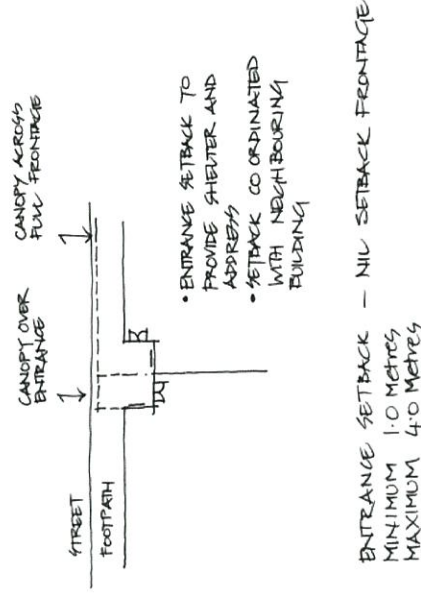 CANOPY OVER
ENTRANCE
CANOPY ACROSS
FULL FRONTAGE
STREET
FOOTPATH
• ENTRANCE SETBACK TO
PROVIDE SHELTER AND
ADDRESS
• SETBACK CO ORDINATED
WITH NEIGHBOURING
BUILDING
ENTRANCE SETBACK – NIL SETBACK FRONTAGE
MINIMUM 1.0 Metres
MAXIMUM 4.0 Metres